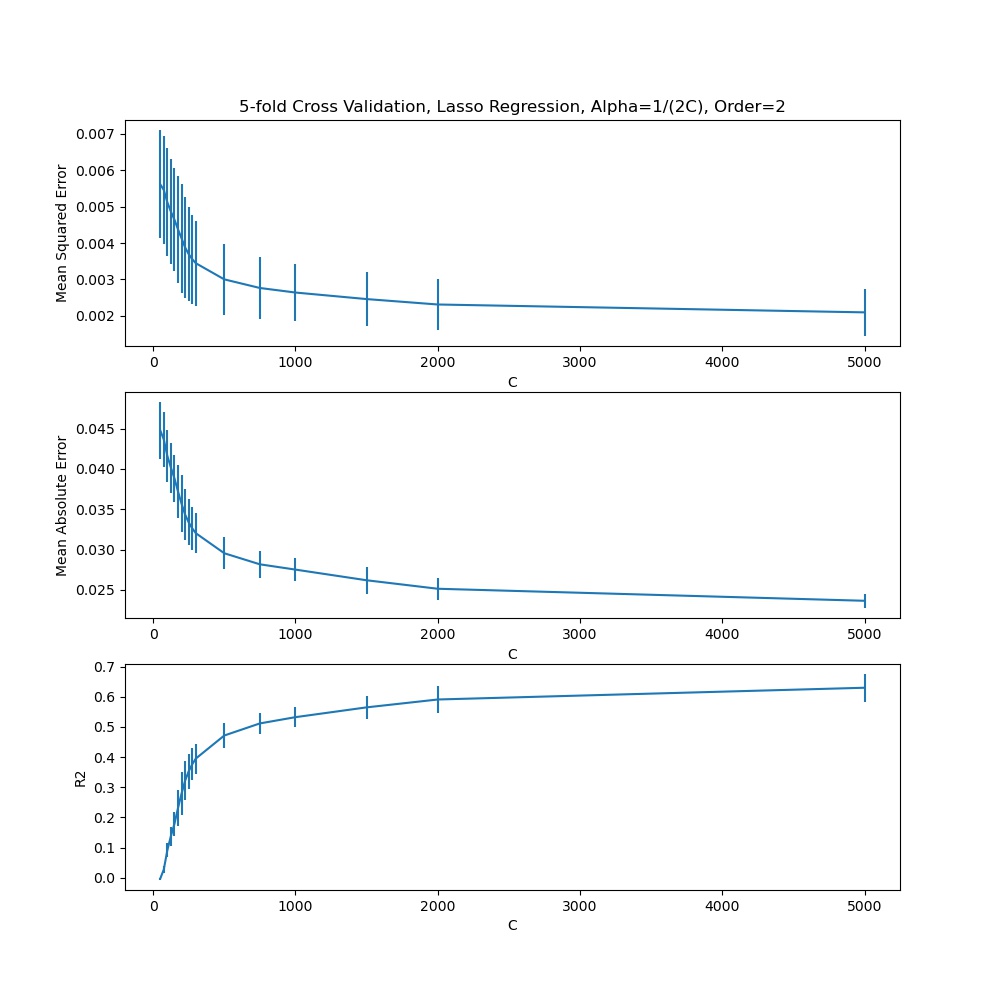 5-fold Cross Validation, Lasso Regression, Alpha=1/(2C), Order=2
Mean Squared Error
0.007
0.006
0.005
0.004
0.003
0.002
0 1000 2000 3000 4000 5000
C
Mean Absolute Error
0.045
0.040
0.035
0.030
0.025
0 1000 2000 3000 4000 5000
C
R2
0.7
0.6
0.5
0.4
0.3
0.2
0.1
0.0
0 1000 2000 3000 4000 5000
C